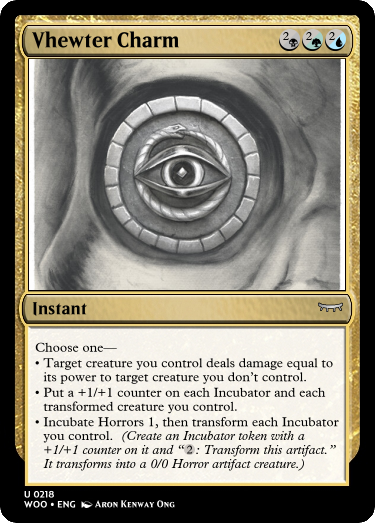 Vhewter Charm
2 2 2
Instant
Choose one—
• Target creature you control deals damage equal to
its power to target creature you don't control.
• Put a +1/+1 counter on each Incubator and each
transformed creature you control.
• Incubate Horrors 1, then transform each Incubator
you control. (Create an Incubator token with a
+1/+1 counter on it and “2: Transform this artifact.”
It transforms into a 0/0 Horror artifact creature.)
U 0218
WOO • ENG Aron Kenway Ong